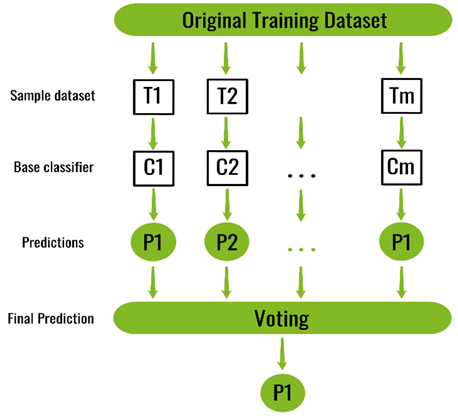 Original Training Dataset
Sample dataset T1 T2 Tm
Base classifier C1 C2 ... Cm
Predictions P1 P2 ... P1
Final Prediction Voting
P1